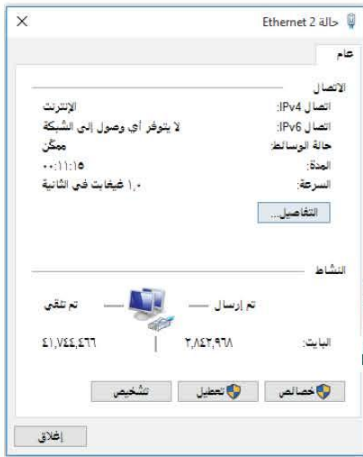 حالة Ethernet 2
عام
الاتصال
اتصال IPv4: الإنترنت
اتصال IPv6: لا يتوفر أي وصول إلى الشبكة
حالة الوسائط: ممكّن
المدة: ٠٠:١١:١٥
السرعة: ١,٠ غيغابت في الثانية
التفاصيل...
النشاط
تم إرسال تم تلقي
البايت: ٢,٨٤٢,٩٦٨ | ٤١,٧٤٤,٤٦٦
خصائص تعطيل تشخيص
إغلاق